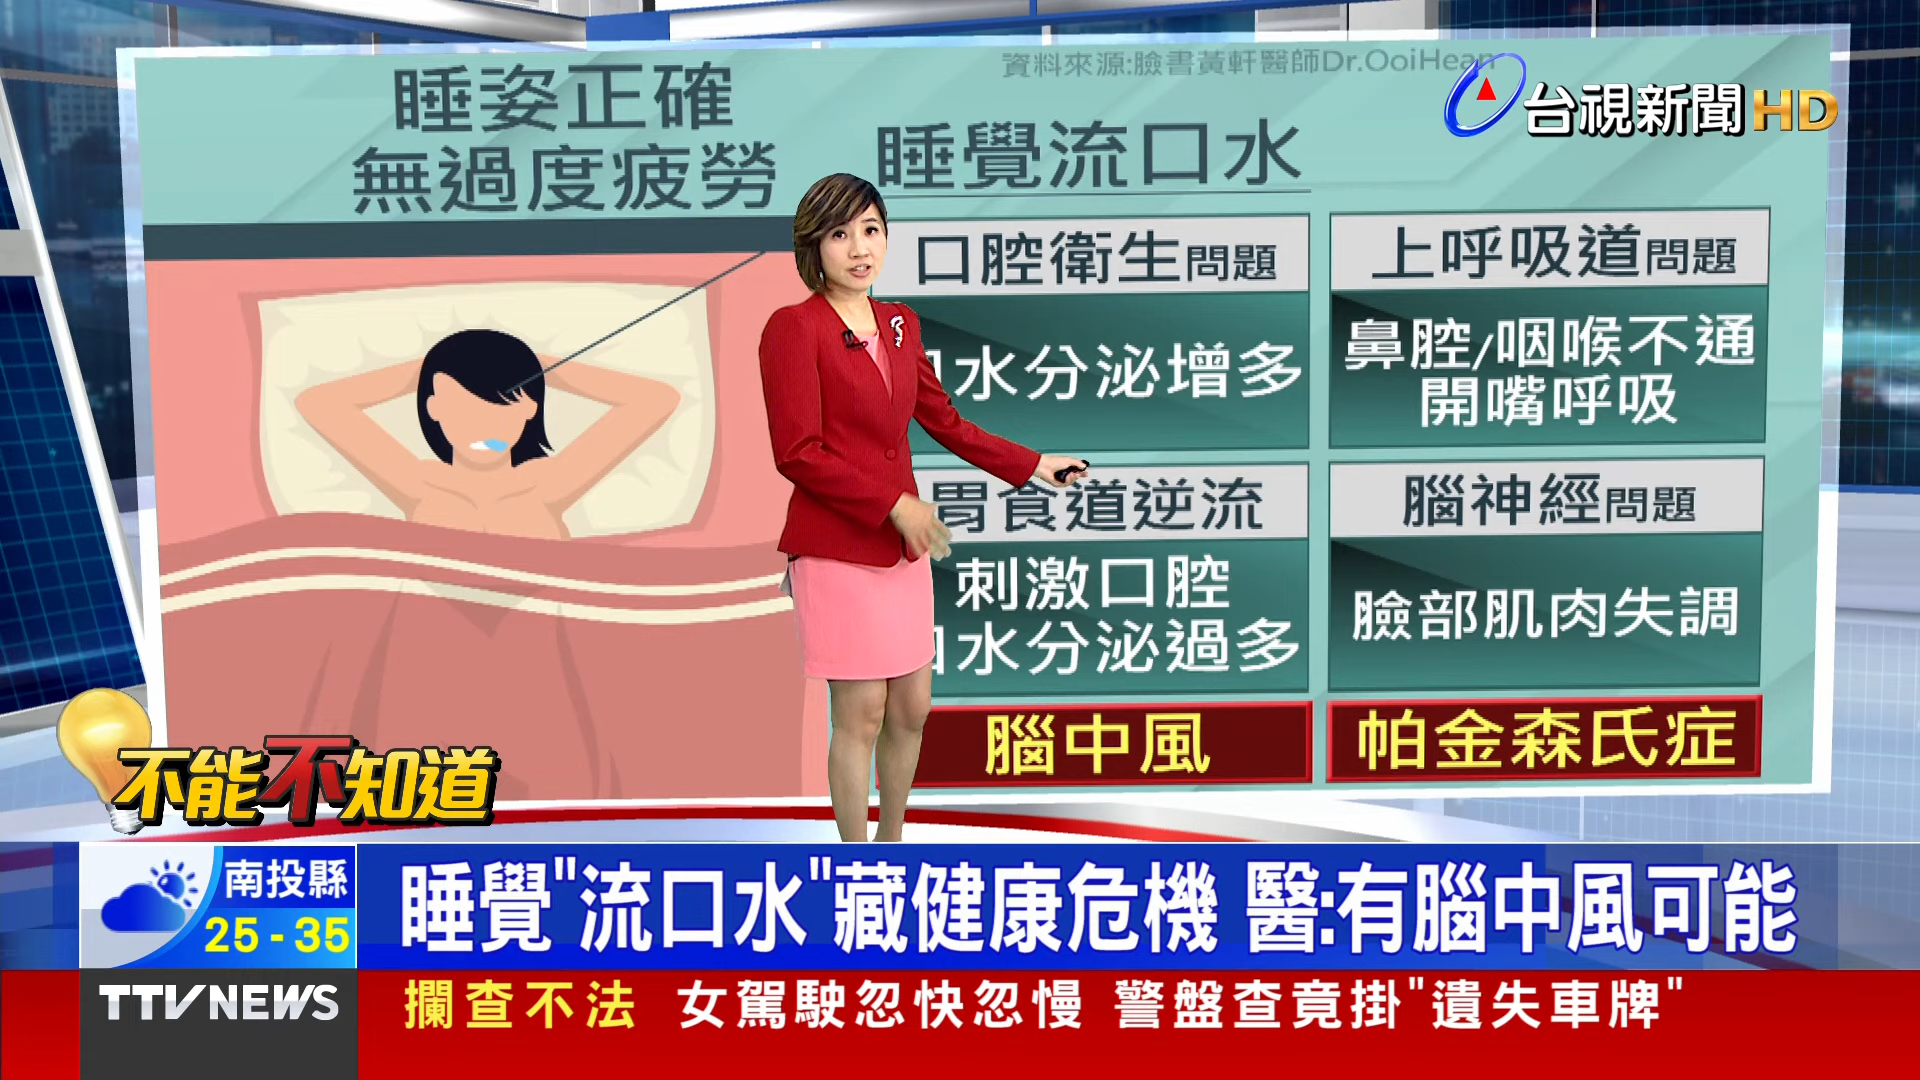 資料來源:臉書黃軒醫師Dr.OoiHean
台視新聞HD
睡姿正確
無過度疲勞
睡覺流口水
口腔衛生問題
水分泌增多
上呼吸道問題
鼻腔/咽喉不通
開嘴呼吸
胃食道逆流
刺激口腔
水分泌過多
腦神經問題
臉部肌肉失調
腦中風
帕金森氏症
不能不知道
南投縣
25-35
睡覺"流口水"藏健康危機 醫:有腦中風可能
TTV NEWS
攔查不法 女駕駛忽快忽慢 警盤查竟掛"遺失車牌"